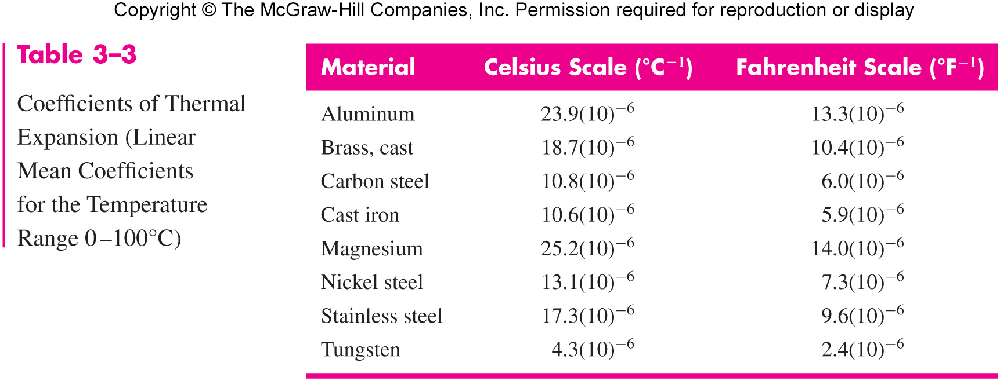 Copyright © The McGraw-Hill Companies, Inc. Permission required for reproduction or display
Table 3–3
Coefficients of Thermal
Expansion (Linear
Mean Coefficients
for the Temperature
Range 0–100°C)
Material Celsius Scale (°C⁻¹) Fahrenheit Scale (°F⁻¹)
Aluminum 23.9(10)⁻⁶ 13.3(10)⁻⁶
Brass, cast 18.7(10)⁻⁶ 10.4(10)⁻⁶
Carbon steel 10.8(10)⁻⁶ 6.0(10)⁻⁶
Cast iron 10.6(10)⁻⁶ 5.9(10)⁻⁶
Magnesium 25.2(10)⁻⁶ 14.0(10)⁻⁶
Nickel steel 13.1(10)⁻⁶ 7.3(10)⁻⁶
Stainless steel 17.3(10)⁻⁶ 9.6(10)⁻⁶
Tungsten 4.3(10)⁻⁶ 2.4(10)⁻⁶